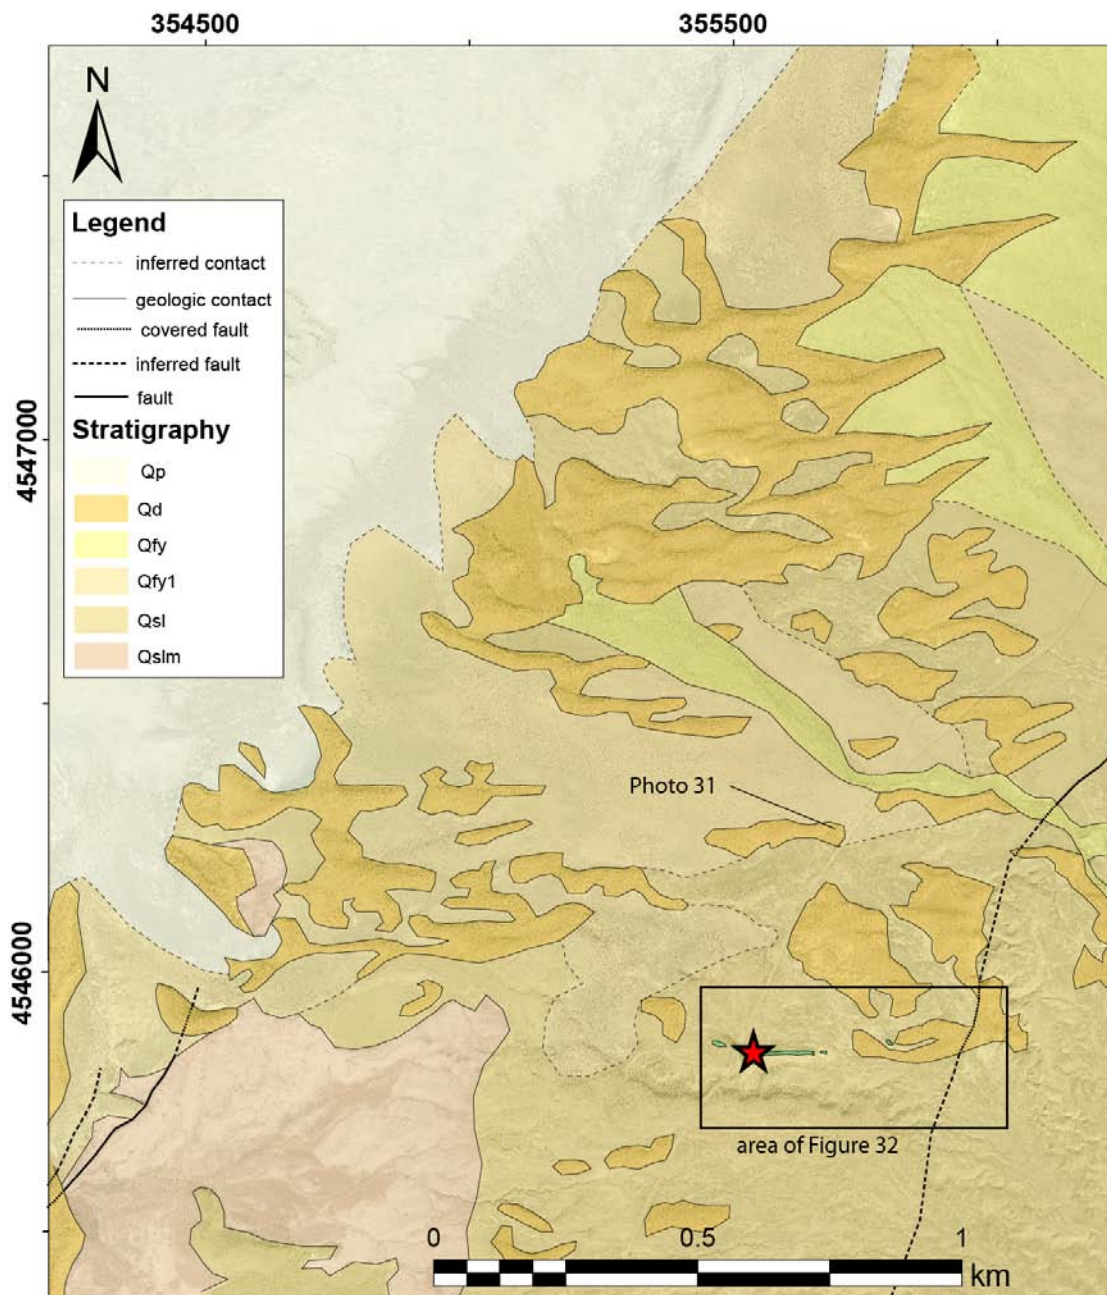 354500
355500
N
Legend
inferred contact
geologic contact
covered fault
inferred fault
fault
Stratigraphy
Qp
Qd
Qfy
Qfy1
Qsl
Qslm
4547000
Photo 31
4546000
area of Figure 32
0 0.5 1
km